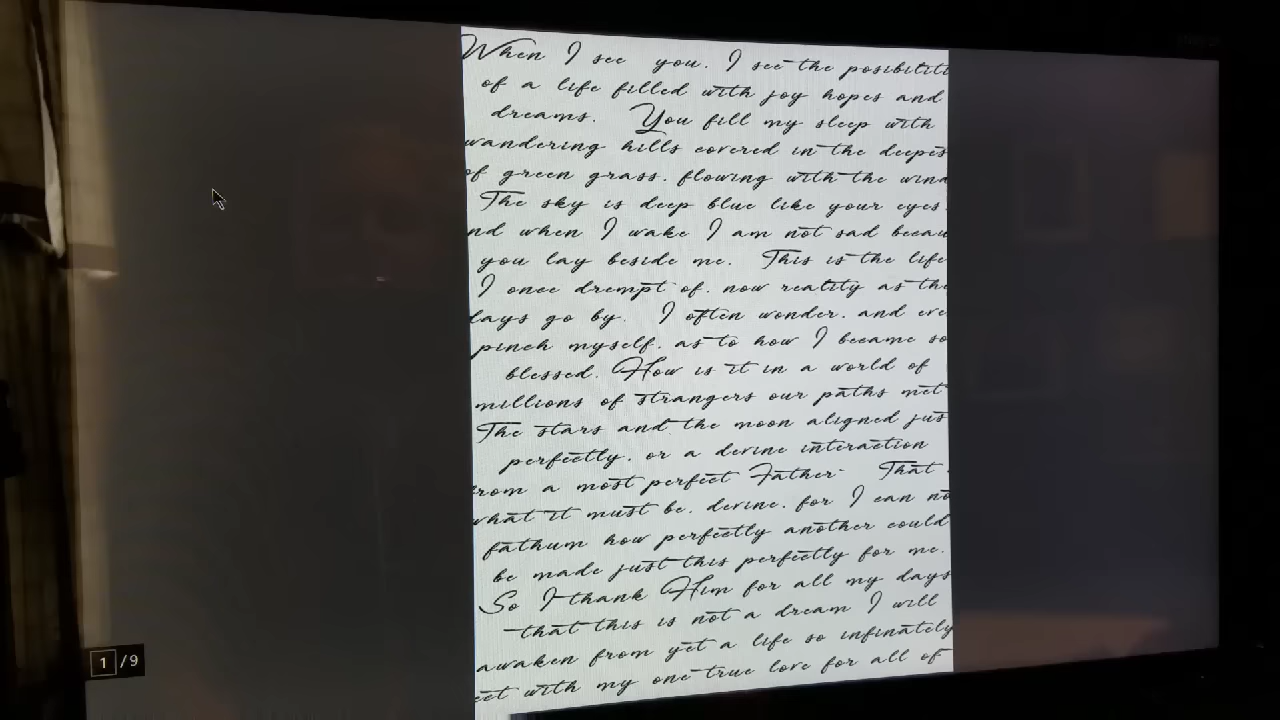 When I see you, I see the posibiliti
of a life filled with joy hopes and
dreams. You fill my sleep with
wandering hills covered in the deepes
of green grass, flowing with the wind
The sky is deep blue like your eyes,
nd when I wake I am not sad becau
you lay beside me. This is the life
I once drempt of, now reality as the
days go by. I often wonder, and eve
pinch myself, as to how I became so
blessed. How is it in a world of
millions of strangers our paths met
The stars and the moon aligned just
perfectly, or a devine interaction
rom a most perfect Father. That
what it must be, devine, for I can no
fathum how perfectly another could
be made just this perfectly for me.
So I thank Him for all my days
that this is not a dream I will
awaken from yet a life so infinately
eet with my one true love for all of
1 / 9